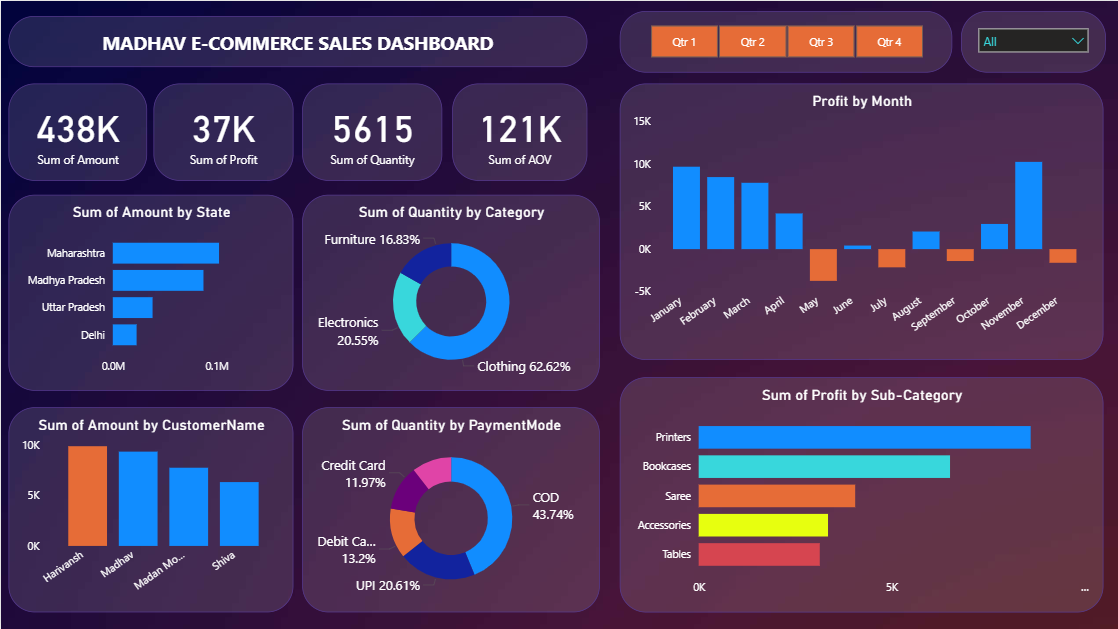 MADHAV E-COMMERCE SALES DASHBOARD
Qtr 1
Qtr 2
Qtr 3
Qtr 4
All
438K
Sum of Amount
37K
Sum of Profit
5615
Sum of Quantity
121K
Sum of AOV
Profit by Month
15K
10K
5K
0K
-5K
January
February
March
April
May
June
July
August
September
October
November
December
Sum of Amount by State
Maharashtra
Madhya Pradesh
Uttar Pradesh
Delhi
0.0M
0.1M
Sum of Quantity by Category
Furniture 16.83%
Electronics
20.55%
Clothing 62.62%
Sum of Amount by CustomerName
10K
5K
0K
Harivansh
Madhav
Madan Mo...
Shiva
Sum of Quantity by PaymentMode
Credit Card
11.97%
COD
43.74%
Debit Ca...
13.2%
UPI 20.61%
Sum of Profit by Sub-Category
Printers
Bookcases
Saree
Accessories
Tables
0K
5K
...